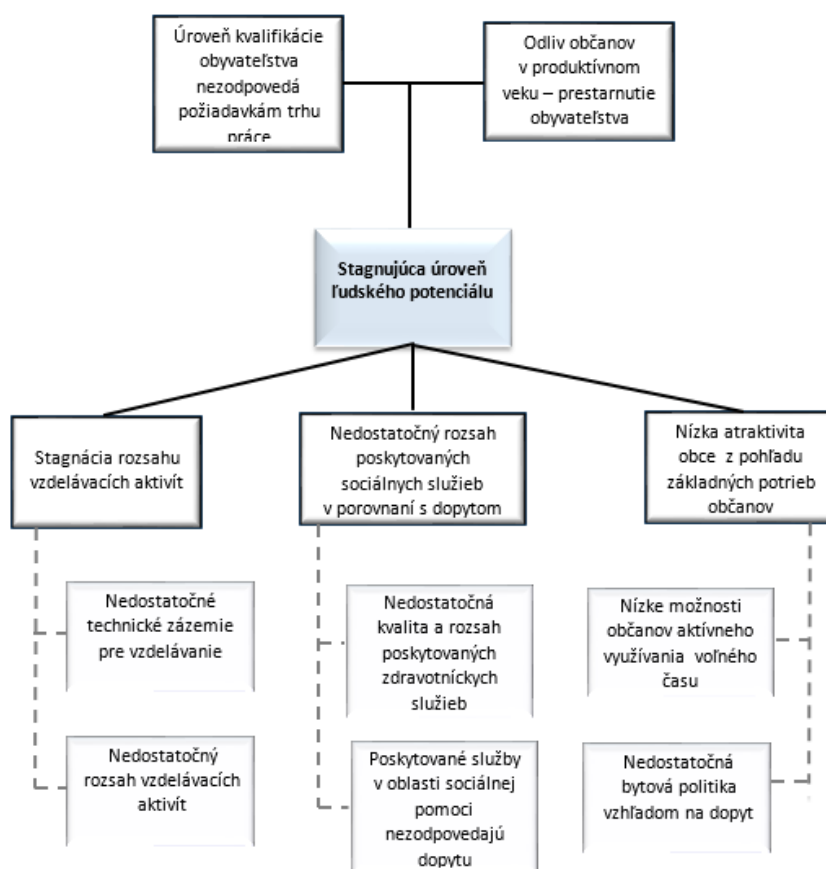 Úroveň kvalifikácie
obyvateľstva
nezodpovedá
požiadavkám trhu
práce
Odliv občanov
v produktívnom
veku – prestarnutie
obyvateľstva
Stagnujúca úroveň
ľudského potenciálu
Stagnácia rozsahu
vzdelávacích aktivít
Nedostatočný rozsah
poskytovaných
sociálnych služieb
v porovnaní s dopytom
Nízka atraktivita
obce z pohľadu
základných potrieb
občanov
Nedostatočné
technické zázemie
pre vzdelávanie
Nedostatočná
kvalita a rozsah
poskytovaných
zdravotníckych
služieb
Nízke možnosti
občanov aktívneho
využívania voľného
času
Nedostatočný
rozsah vzdelávacích
aktivít
Poskytované služby
v oblasti sociálnej
pomoci
nezodpovedajú
dopytu
Nedostatočná
bytová politika
vzhľadom na dopyt